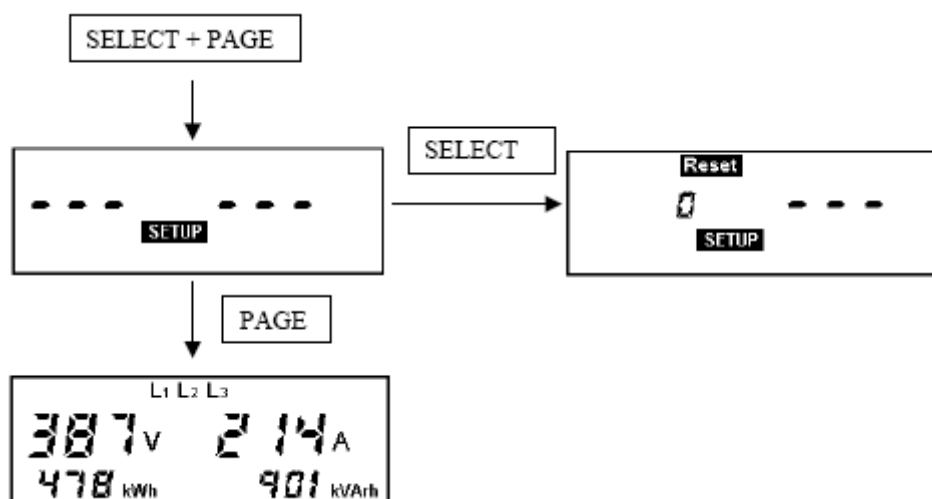 SELECT + PAGE
SELECT
Reset
- - - - - -
0 - - -
SETUP
SETUP
PAGE
L1 L2 L3
387 V 214 A
478 kWh 901 kVArh